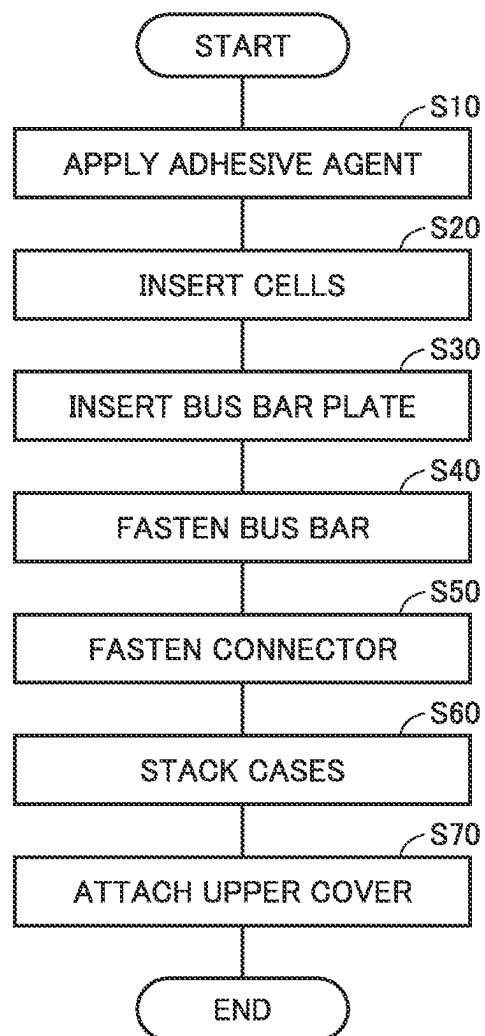 START
S10
APPLY ADHESIVE AGENT
S20
INSERT CELLS
S30
INSERT BUS BAR PLATE
S40
FASTEN BUS BAR
S50
FASTEN CONNECTOR
S60
STACK CASES
S70
ATTACH UPPER COVER
END